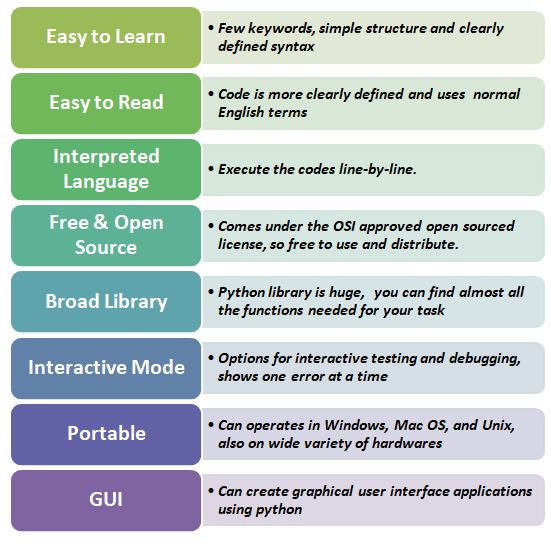 Easy to Learn
• Few keywords, simple structure and clearly
defined syntax
Easy to Read
• Code is more clearly defined and uses normal
English terms
Interpreted
Language
• Execute the codes line-by-line.
Free & Open
Source
• Comes under the OSI approved open sourced
license, so free to use and distribute.
Broad Library
• Python library is huge, you can find almost all
the functions needed for your task
Interactive Mode
• Options for interactive testing and debugging,
shows one error at a time
Portable
• Can operates in Windows, Mac OS, and Unix,
also on wide variety of hardwares
GUI
• Can create graphical user interface applications
using python